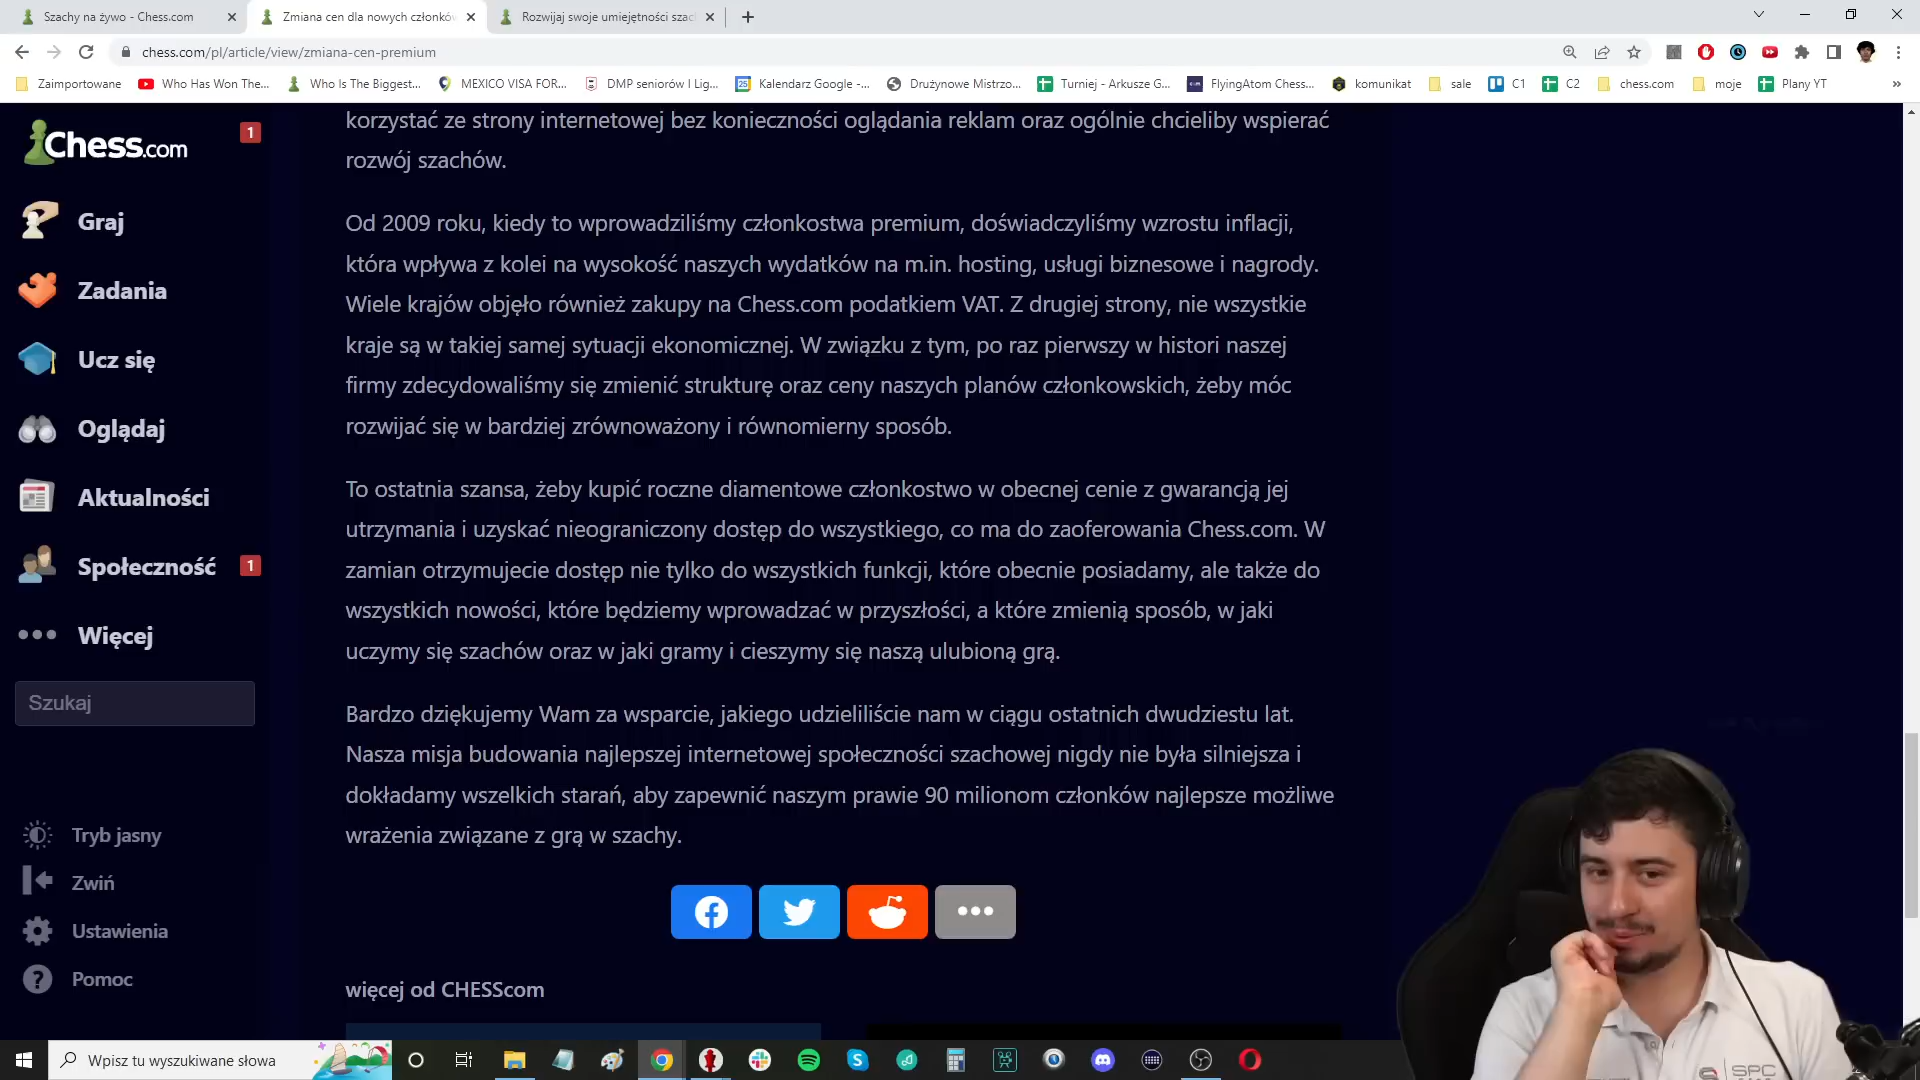 Szachy na żywo - Chess.com
Zmiana cen dla nowych członków
Rozwijaj swoje umiejętności szac
chess.com/pl/article/view/zmiana-cen-premium
Zaimportowane
Who Has Won The...
Who Is The Biggest...
MEXICO VISA FOR...
DMP seniorów I Lig...
Kalendarz Google -...
Drużynowe Mistrzo...
Turniej - Arkusze G...
FlyingAtom Chess...
komunikat
sale
C1
C2
chess.com
moje
Plany YT
»
Chess.com
1
Graj
Zadania
Ucz się
Oglądaj
Aktualności
Społeczność
1
Więcej
Szukaj
Tryb jasny
Zwiń
Ustawienia
Pomoc
korzystać ze strony internetowej bez konieczności oglądania reklam oraz ogólnie chcieliby wspierać
rozwój szachów.
Od 2009 roku, kiedy to wprowadziliśmy członkostwa premium, doświadczyliśmy wzrostu inflacji,
która wpływa z kolei na wysokość naszych wydatków na m.in. hosting, usługi biznesowe i nagrody.
Wiele krajów objęło również zakupy na Chess.com podatkiem VAT. Z drugiej strony, nie wszystkie
kraje są w takiej samej sytuacji ekonomicznej. W związku z tym, po raz pierwszy w histori naszej
firmy zdecydowaliśmy się zmienić strukturę oraz ceny naszych planów członkowskich, żeby móc
rozwijać się w bardziej zrównoważony i równomierny sposób.
To ostatnia szansa, żeby kupić roczne diamentowe członkostwo w obecnej cenie z gwarancją jej
utrzymania i uzyskać nieograniczony dostęp do wszystkiego, co ma do zaoferowania Chess.com. W
zamian otrzymujecie dostęp nie tylko do wszystkich funkcji, które obecnie posiadamy, ale także do
wszystkich nowości, które będziemy wprowadzać w przyszłości, a które zmienią sposób, w jaki
uczymy się szachów oraz w jaki gramy i cieszymy się naszą ulubioną grą.
Bardzo dziękujemy Wam za wsparcie, jakiego udzieliliście nam w ciągu ostatnich dwudziestu lat.
Nasza misja budowania najlepszej internetowej społeczności szachowej nigdy nie była silniejsza i
dokładamy wszelkich starań, aby zapewnić naszym prawie 90 milionom członków najlepsze możliwe
wrażenia związane z grą w szachy.
więcej od CHESScom
SPC
Wpisz tu wyszukiwane słowa